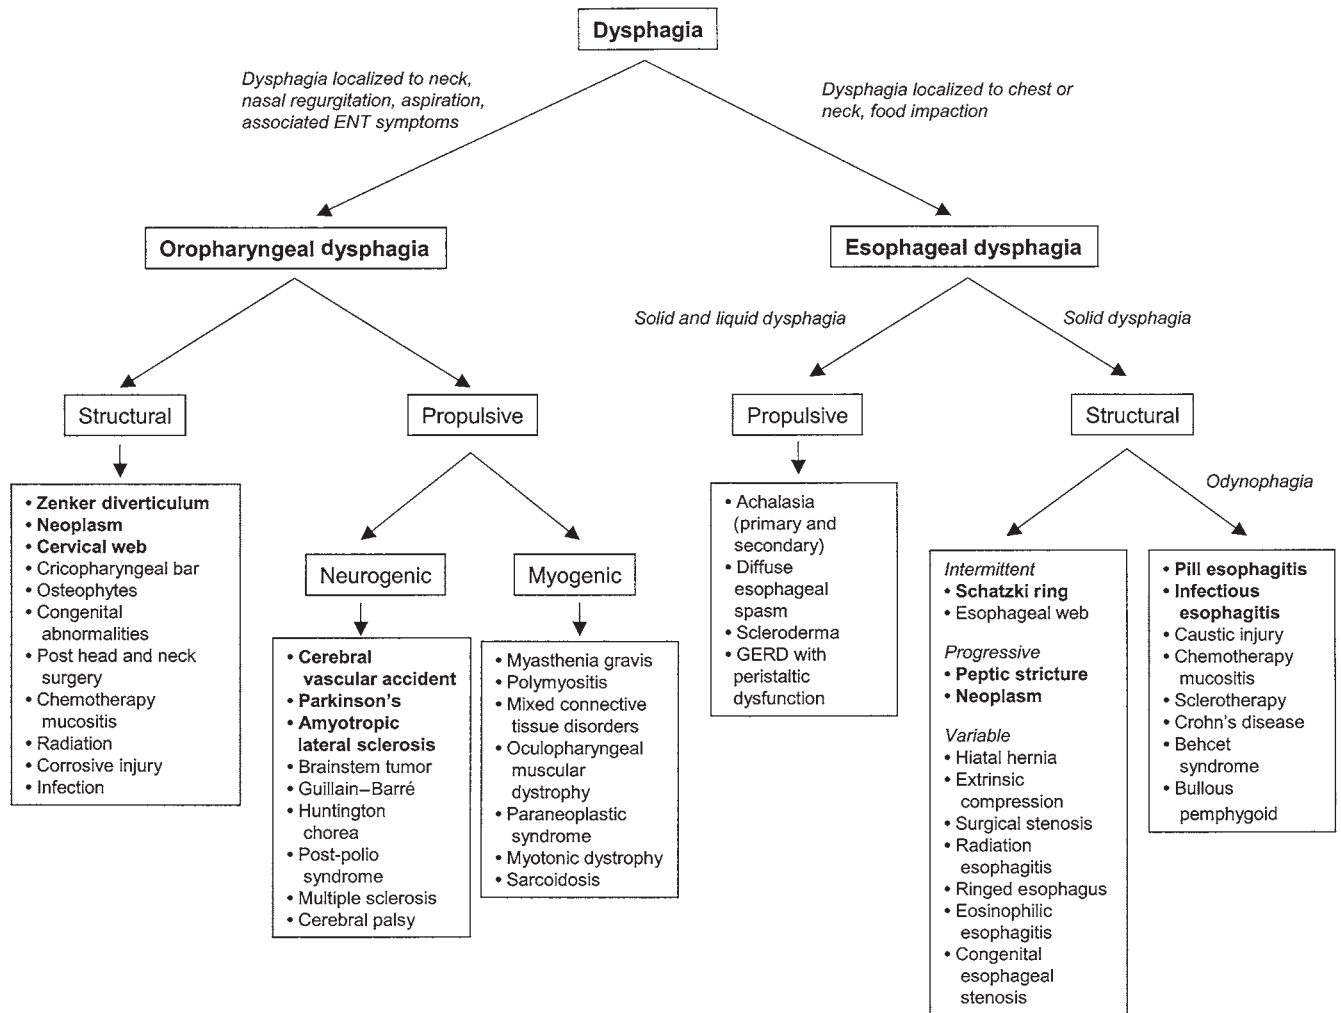 Dysphagia
Dysphagia localized to neck,
nasal regurgitation, aspiration,
associated ENT symptoms
Dysphagia localized to chest or
neck, food impaction
Oropharyngeal dysphagia
Esophageal dysphagia
Solid and liquid dysphagia
Solid dysphagia
Structural
Propulsive
Propulsive
Structural
• Zenker diverticulum
• Neoplasm
• Cervical web
• Cricopharyngeal bar
• Osteophytes
• Congenital
abnormalities
• Post head and neck
surgery
• Chemotherapy
mucositis
• Radiation
• Corrosive injury
• Infection
Neurogenic
Myogenic
• Cerebral
vascular accident
• Parkinson's
• Amyotropic
lateral sclerosis
• Brainstem tumor
• Guillain–Barré
• Huntington
chorea
• Post-polio
syndrome
• Multiple sclerosis
• Cerebral palsy
• Myasthenia gravis
• Polymyositis
• Mixed connective
tissue disorders
• Oculopharyngeal
muscular
dystrophy
• Paraneoplastic
syndrome
• Myotonic dystrophy
• Sarcoidosis
• Achalasia
(primary and
secondary)
• Diffuse
esophageal
spasm
• Scleroderma
• GERD with
peristaltic
dysfunction
Odynophagia
Intermittent
• Schatzki ring
• Esophageal web
Progressive
• Peptic stricture
• Neoplasm
Variable
• Hiatal hernia
• Extrinsic
compression
• Surgical stenosis
• Radiation
esophagitis
• Ringed esophagus
• Eosinophilic
esophagitis
• Congenital
esophageal
stenosis
• Pill esophagitis
• Infectious
esophagitis
• Caustic injury
• Chemotherapy
mucositis
• Sclerotherapy
• Crohn's disease
• Behcet
syndrome
• Bullous
pemphygoid